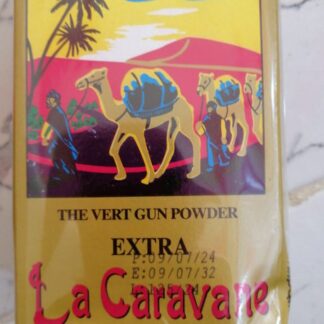 THE VERT GUN POWDER
EXTRA
P:09/07/24
E:09/07/32
La Caravane